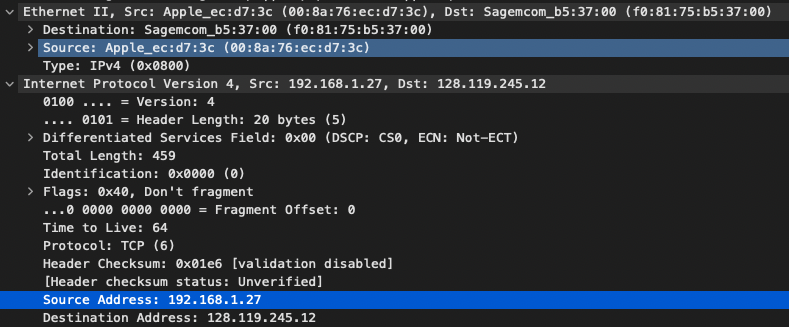 Ethernet II, Src: Apple_ec:d7:3c (00:8a:76:ec:d7:3c), Dst: Sagemcom_b5:37:00 (f0:81:75:b5:37:00)
Destination: Sagemcom_b5:37:00 (f0:81:75:b5:37:00)
Source: Apple_ec:d7:3c (00:8a:76:ec:d7:3c)
Type: IPv4 (0x0800)
Internet Protocol Version 4, Src: 192.168.1.27, Dst: 128.119.245.12
0100 .... = Version: 4
.... 0101 = Header Length: 20 bytes (5)
Differentiated Services Field: 0x00 (DSCP: CS0, ECN: Not-ECT)
Total Length: 459
Identification: 0x0000 (0)
Flags: 0x40, Don't fragment
...0 0000 0000 0000 = Fragment Offset: 0
Time to Live: 64
Protocol: TCP (6)
Header Checksum: 0x01e6 [validation disabled]
[Header checksum status: Unverified]
Source Address: 192.168.1.27
Destination Address: 128.119.245.12